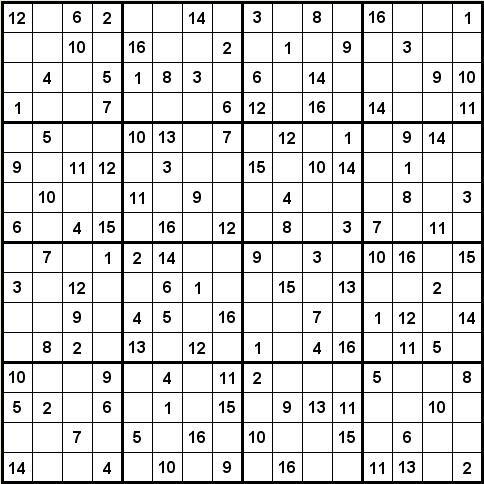 12 6 2 14 3 8 16 1
10 16 2 1 9 3
4 5 1 8 3 6 14 9 10
1 7 6 12 16 14 11
5 10 13 7 12 1 9 14
9 11 12 3 15 10 14 1
10 11 9 4 8 3
6 4 15 16 12 8 3 7 11
7 1 2 14 9 3 10 16 15
3 12 6 1 15 13 2
9 4 5 16 7 1 12 14
8 2 13 12 1 4 16 11 5
10 9 4 11 2 5 8
5 2 6 1 15 9 13 11 10
7 5 16 10 15 6
14 4 10 9 16 11 13 2